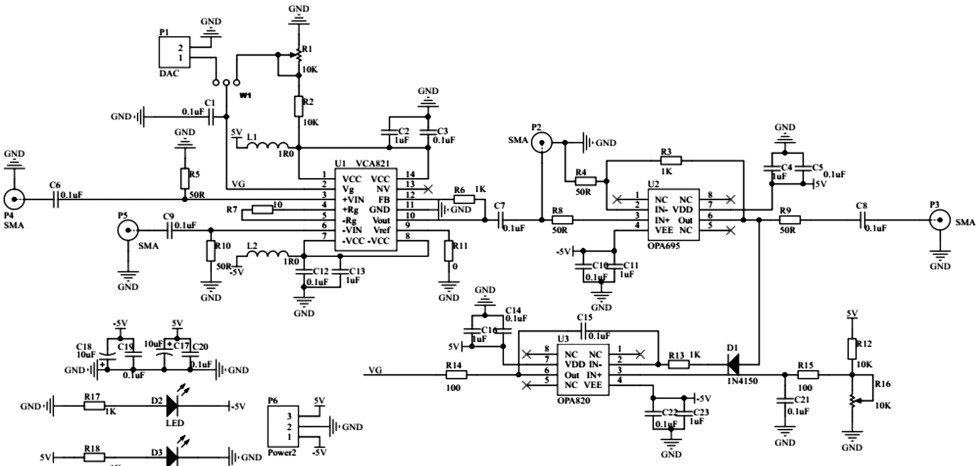 GND
P1
GND
2
1
DAC
R1
10K
W1
GND
C1
0.1uF
R2
10K
GND
5V
L1
1R0
C2
1uF
C3
0.1uF
P2
SMA
GND
GND
GND
R5
50R
VG
U1 VCA821
1 VCC VCC 14
2 Vg NV 13
3 +VIN FB 12
4 +Rg GND 11
5 -Rg Vout 10
6 -VIN Vref 9
7 -VCC -VCC 8
R6 1K
GND
GND
P4
SMA
C6
0.1uF
R7 10
P5
SMA
C9
0.1uF
GND
R10
50R
GND
-5V
L2
1R0
C12
0.1uF
C13
1uF
GND
R11
0
GND
C7
0.1uF
R8
50R
R4
50R
R3
1K
U2
1 NC NC 8
2 IN- VDD 7
3 IN+ Out 6
4 VEE NC 5
OPA695
GND
C4
1uF
C5
0.1uF
5V
-5V
C10
0.1uF
C11
1uF
GND
R9
50R
C8
0.1uF
P3
SMA
GND
GND
C14
0.1uF
C16
1uF
5V
C15
0.1uF
U3
8 NC NC 1
7 VDD IN- 2
6 Out IN+ 3
5 NC VEE 4
OPA820
VG
R14
100
R13 1K
D1
1N4150
-5V
C22
0.1uF
C23
1uF
GND
R15
100
C21
0.1uF
GND
5V
R12
10K
R16
10K
GND
-5V
5V
C18
10uF
C19
0.1uF
10uF
C17
C20
0.1uF
GND
GND
GND
R17
1K
D2
LED
-5V
5V
R18
D3
GND
P6
3
2
1
Power2
5V
GND
-5V